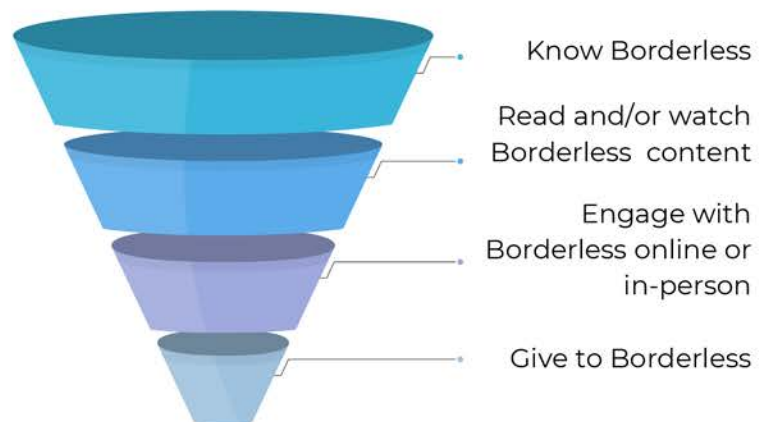 Know Borderless
Read and/or watch
Borderless content
Engage with
Borderless online or
in-person
Give to Borderless